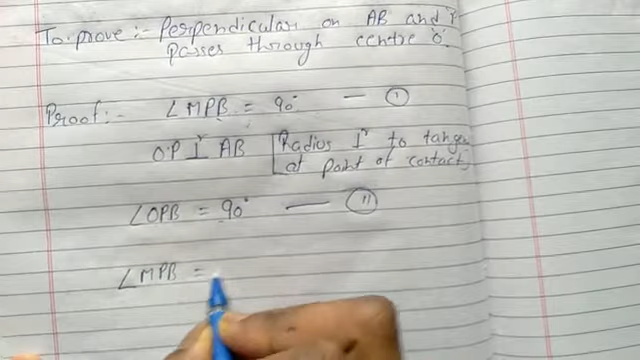 To prove :- Perpendicular on AB and P
passes through centre 'O'.
Proof :- ∠MPB = 90° — (I)
OP ⊥r AB [Radius ⊥r to tangent
at point of contact]
∠OPB = 90° — (II)
∠MPB =